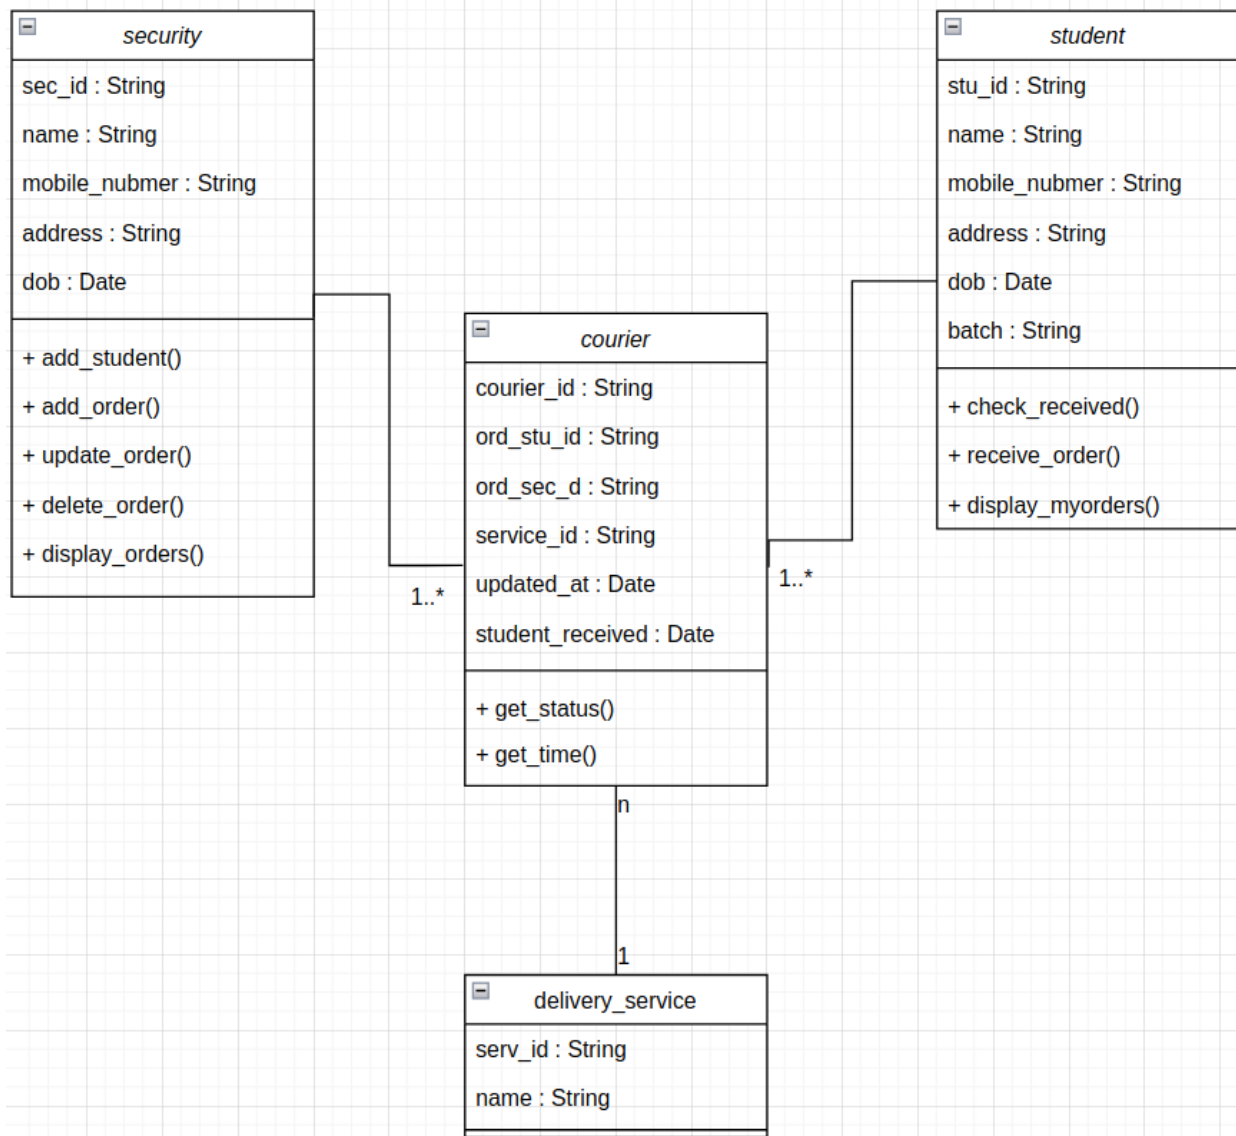 security
sec_id : String
name : String
mobile_nubmer : String
address : String
dob : Date
+ add_student()
+ add_order()
+ update_order()
+ delete_order()
+ display_orders()
student
stu_id : String
name : String
mobile_nubmer : String
address : String
dob : Date
batch : String
+ check_received()
+ receive_order()
+ display_myorders()
courier
courier_id : String
ord_stu_id : String
ord_sec_d : String
service_id : String
updated_at : Date
student_received : Date
+ get_status()
+ get_time()
1..*
1..*
n
1
delivery_service
serv_id : String
name : String